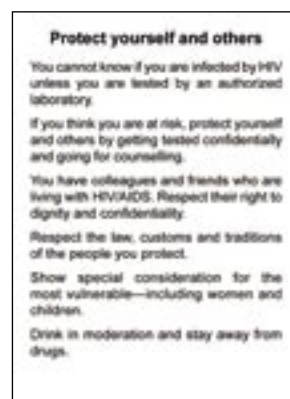 Protect yourself and others
You cannot know if you are infected by HIV
unless you are tested by an authorized
laboratory.
If you think you are at risk, protect yourself
and others by getting tested confidentially
and going for counselling.
You have colleagues and friends who are
living with HIV/AIDS. Respect their right to
dignity and confidentiality.
Respect the law, customs and traditions
of the people you protect.
Show special consideration for the
most vulnerable—including women and
children.
Drink in moderation and stay away from
drugs.